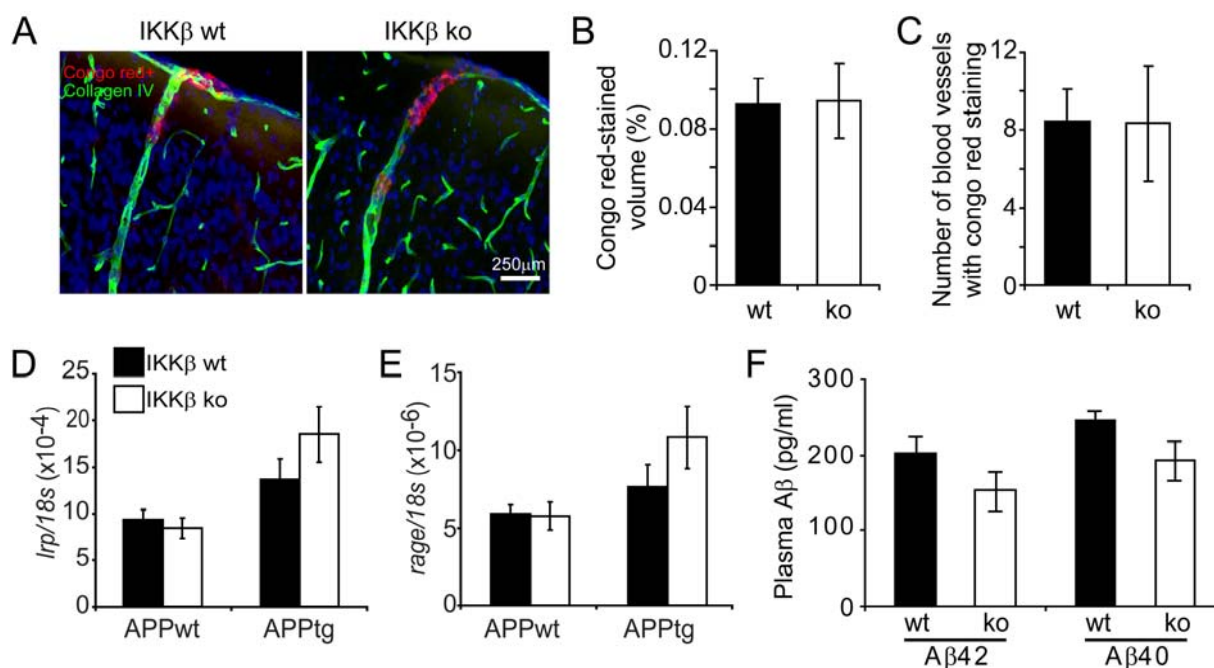 A
IKKβ wt
IKKβ ko
Congo red+
Collagen IV
250μm
B
Congo red-stained
volume (%)
0.12
0.08
0.04
0
wt
ko
C
Number of blood vessels
with congo red staining
12
8
4
0
wt
ko
D
IKKβ wt
IKKβ ko
lrp/18s (x10-4)
25
20
15
10
5
0
APPwt
APPtg
E
rage/18s (x10-6)
15
10
5
0
APPwt
APPtg
F
Plasma Aβ (pg/ml)
300
200
100
0
wt
ko
wt
ko
Aβ42
Aβ40